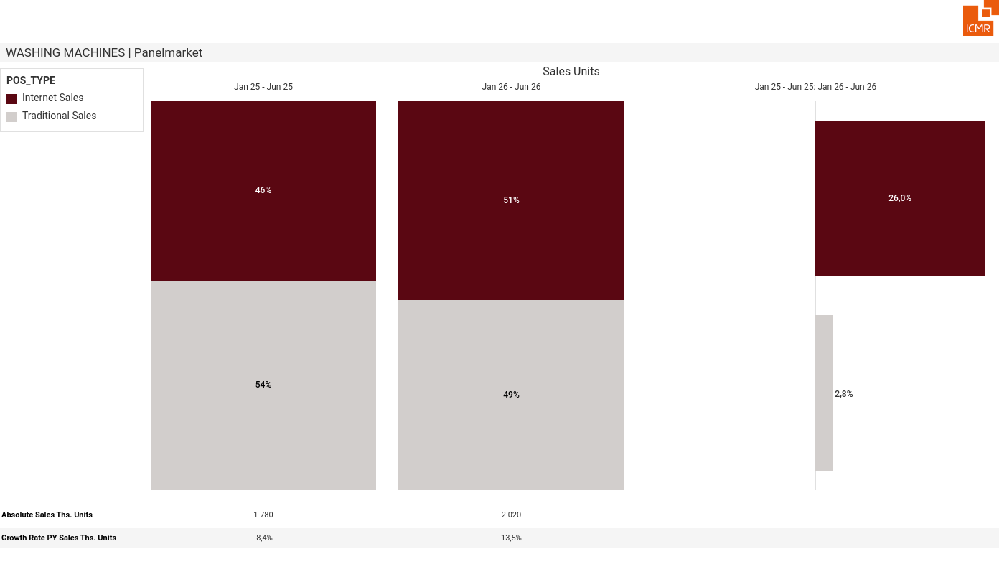 ICMR
WASHING MACHINES | Panelmarket
POS_TYPE
Internet Sales
Traditional Sales
Sales Units
Jan 25 - Jun 25
Jan 26 - Jun 26
Jan 25 - Jun 25: Jan 26 - Jun 26
46%
51%
26,0%
54%
49%
2,8%
Absolute Sales Ths. Units 1 780 2 020
Growth Rate PY Sales Ths. Units -8,4% 13,5%